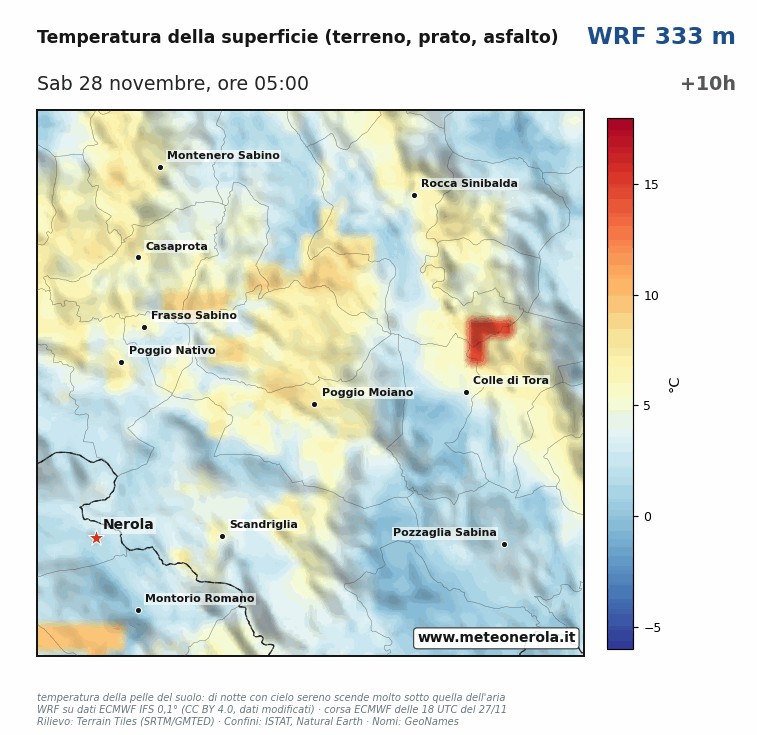 Temperatura della superficie (terreno, prato, asfalto) WRF 333 m
Sab 28 novembre, ore 05:00 +10h
Montenero Sabino
Rocca Sinibalda
Casaprota
Frasso Sabino
Poggio Nativo
Colle di Tora
Poggio Moiano
Nerola
Scandriglia
Pozzaglia Sabina
Montorio Romano
www.meteonerola.it
15
10
5
0
−5
°C
temperatura della pelle del suolo: di notte con cielo sereno scende molto sotto quella dell'aria
WRF su dati ECMWF IFS 0,1° (CC BY 4.0, dati modificati) · corsa ECMWF delle 18 UTC del 27/11
Rilievo: Terrain Tiles (SRTM/GMTED) · Confini: ISTAT, Natural Earth · Nomi: GeoNames